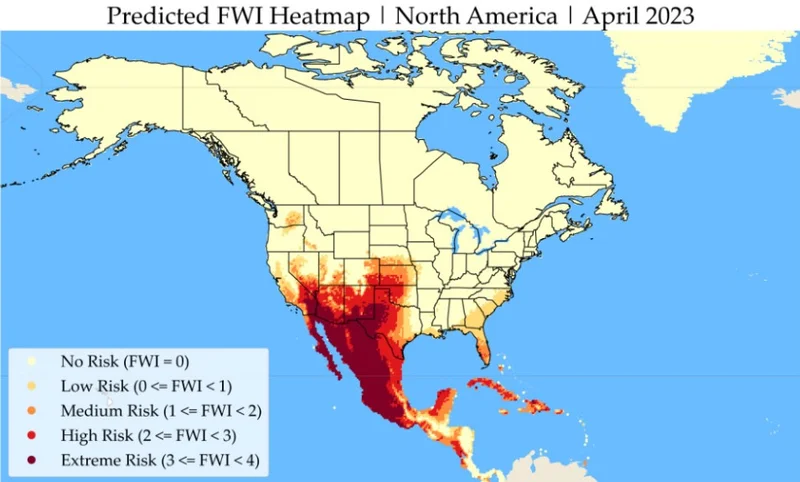 Predicted FWI Heatmap | North America | April 2023
No Risk (FWI = 0)
Low Risk (0 <= FWI < 1)
Medium Risk (1 <= FWI < 2)
High Risk (2 <= FWI < 3)
Extreme Risk (3 <= FWI < 4)